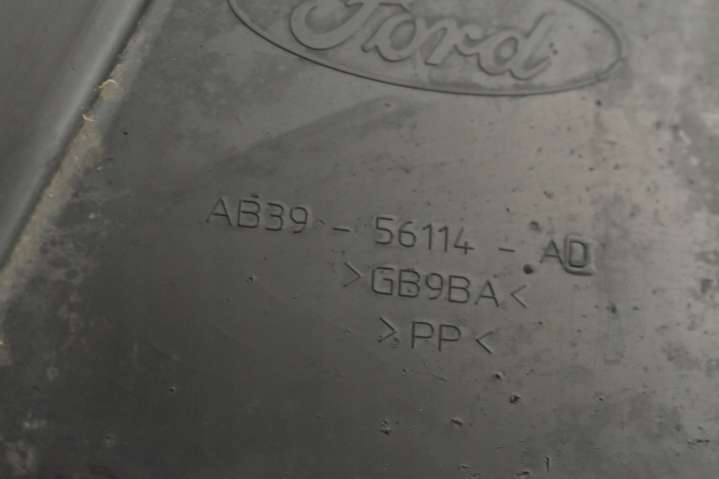 Ford
AB39 - 56114 - AD
>GB9BA<
>PP<